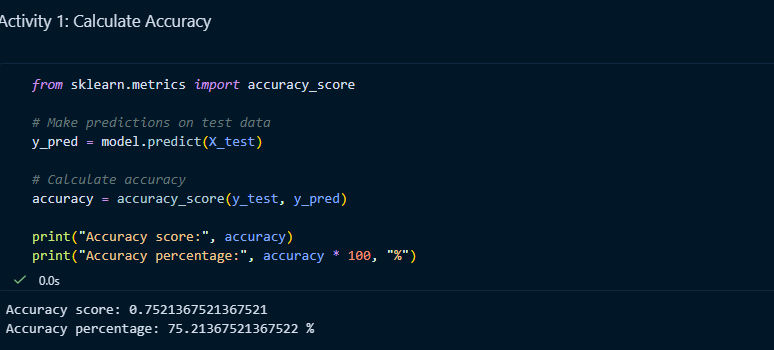 Activity 1: Calculate Accuracy
from sklearn.metrics import accuracy_score
# Make predictions on test data
y_pred = model.predict(X_test)
# Calculate accuracy
accuracy = accuracy_score(y_test, y_pred)
print("Accuracy score:", accuracy)
print("Accuracy percentage:", accuracy * 100, "%")
0.0s
Accuracy score: 0.7521367521367521
Accuracy percentage: 75.21367521367522 %